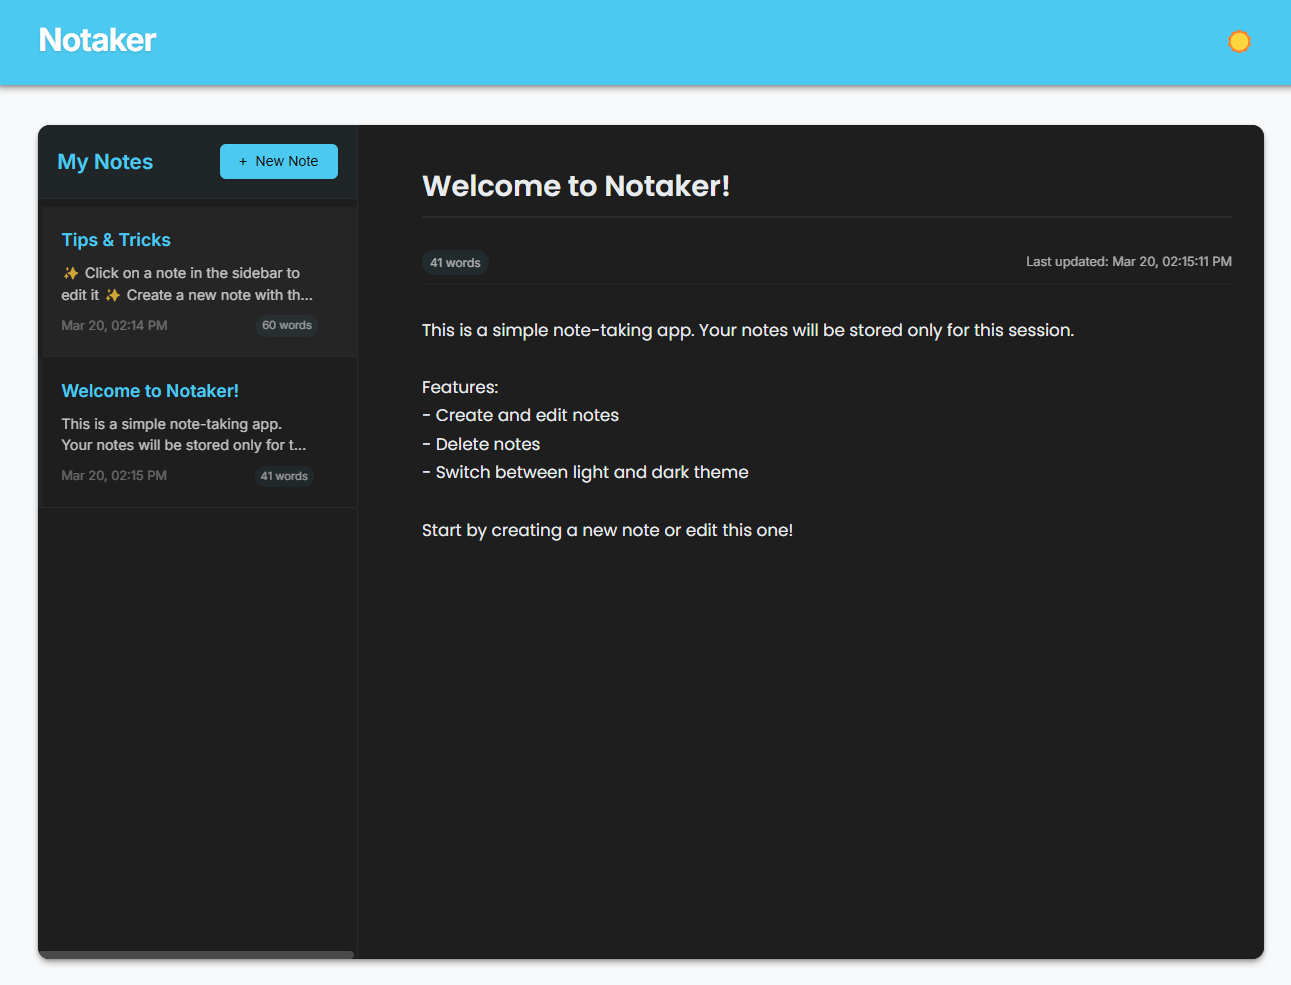 Notaker
My Notes
+ New Note
Tips & Tricks
✨ Click on a note in the sidebar to
edit it ✨ Create a new note with th...
Mar 20, 02:14 PM
60 words
Welcome to Notaker!
This is a simple note-taking app.
Your notes will be stored only for t...
Mar 20, 02:15 PM
41 words
Welcome to Notaker!
41 words
Last updated: Mar 20, 02:15:11 PM
This is a simple note-taking app. Your notes will be stored only for this session.
Features:
- Create and edit notes
- Delete notes
- Switch between light and dark theme
Start by creating a new note or edit this one!